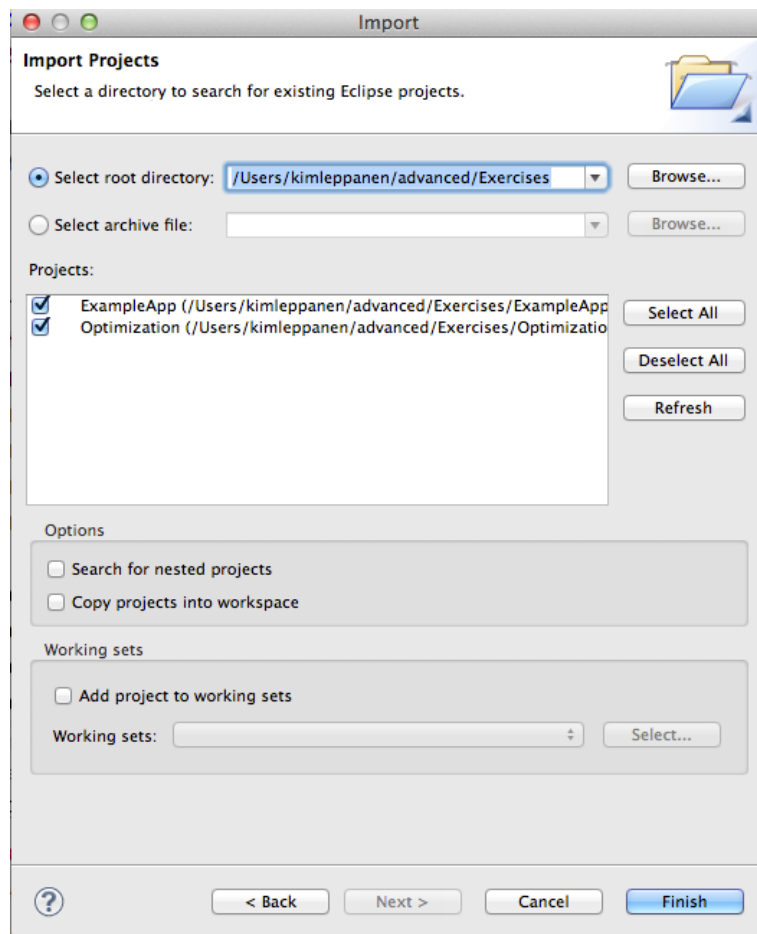 Import
Import Projects
Select a directory to search for existing Eclipse projects.
Select root directory: /Users/kimleppanen/advanced/Exercises Browse...
Select archive file: Browse...
Projects:
ExampleApp (/Users/kimleppanen/advanced/Exercises/ExampleApp
Optimization (/Users/kimleppanen/advanced/Exercises/Optimizatio
Select All
Deselect All
Refresh
Options
Search for nested projects
Copy projects into workspace
Working sets
Add project to working sets
Working sets: Select...
? < Back Next > Cancel Finish